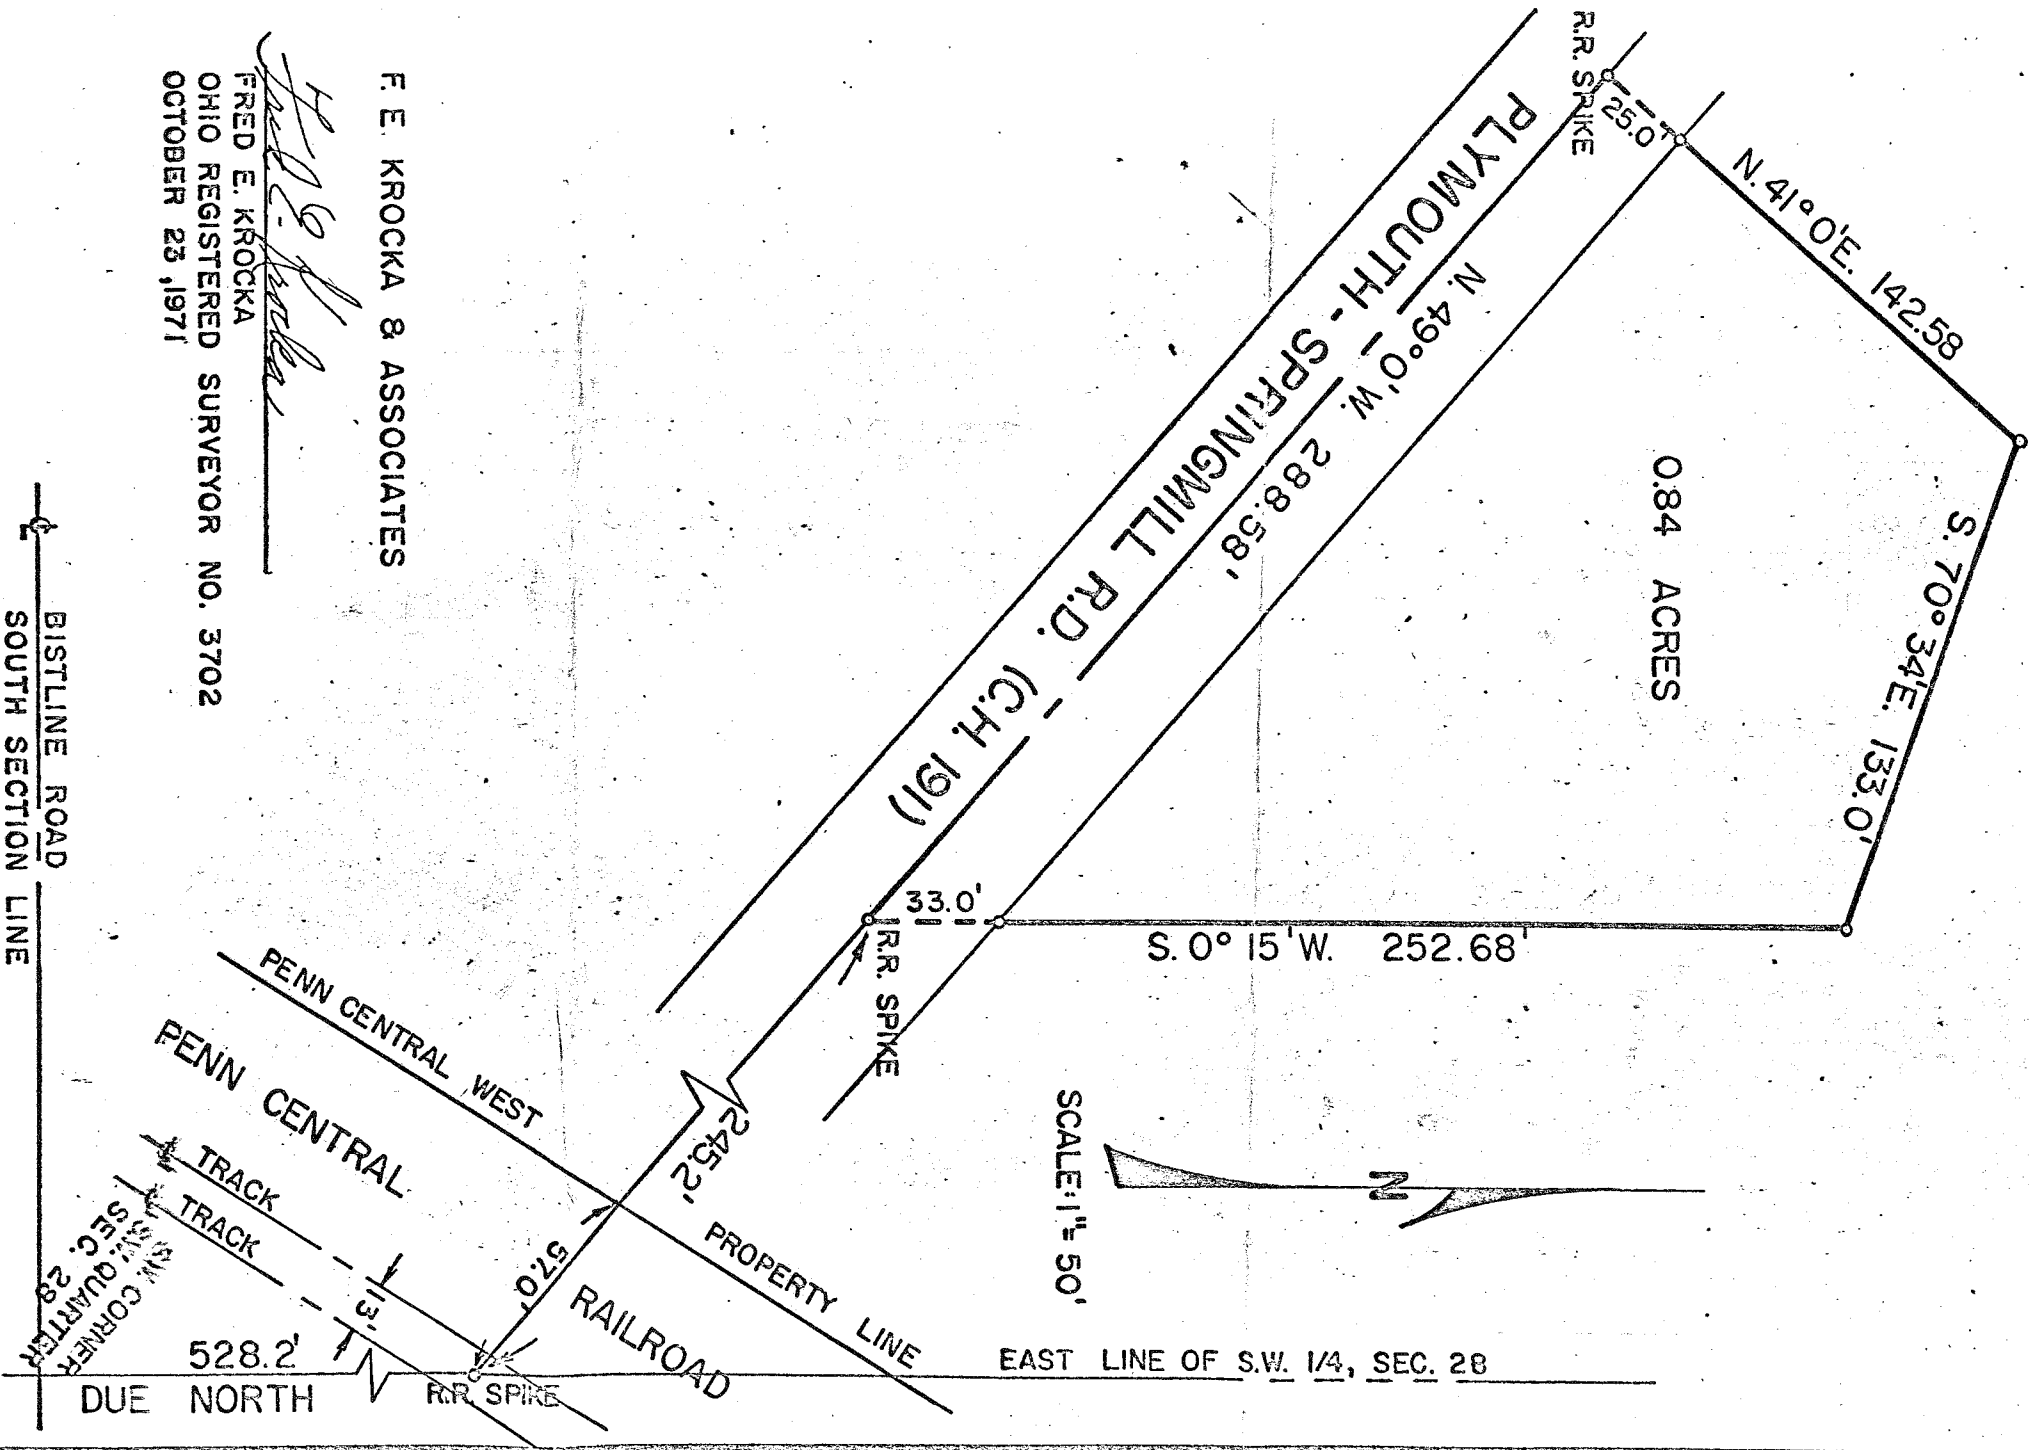 R.R. SPIKE
25.0'
N. 41° 0' E. 142.58
S. 70° 34' E. 133.0'
0.84 ACRES
PLYMOUTH - SPRINGMILL R.D. (C.H. 191)
N. 49° 0' W. 288.58'
33.0'
R.R. SPIKE
S. 0° 15' W. 252.68'
F. E. KROCKA & ASSOCIATES
FRED E. KROCKA
OHIO REGISTERED SURVEYOR NO. 3702
OCTOBER 23, 1971
BISTLINE ROAD
SOUTH SECTION LINE
PENN CENTRAL WEST PROPERTY LINE
PENN CENTRAL RAILROAD
TRACK
TRACK
13'
245.2'
57.0'
SCALE: 1" = 50'
N
CORNER
S.W. QUARTER
SEC. 28
528.2'
DUE NORTH
R.R. SPIKE
EAST LINE OF S.W. 1/4, SEC. 28